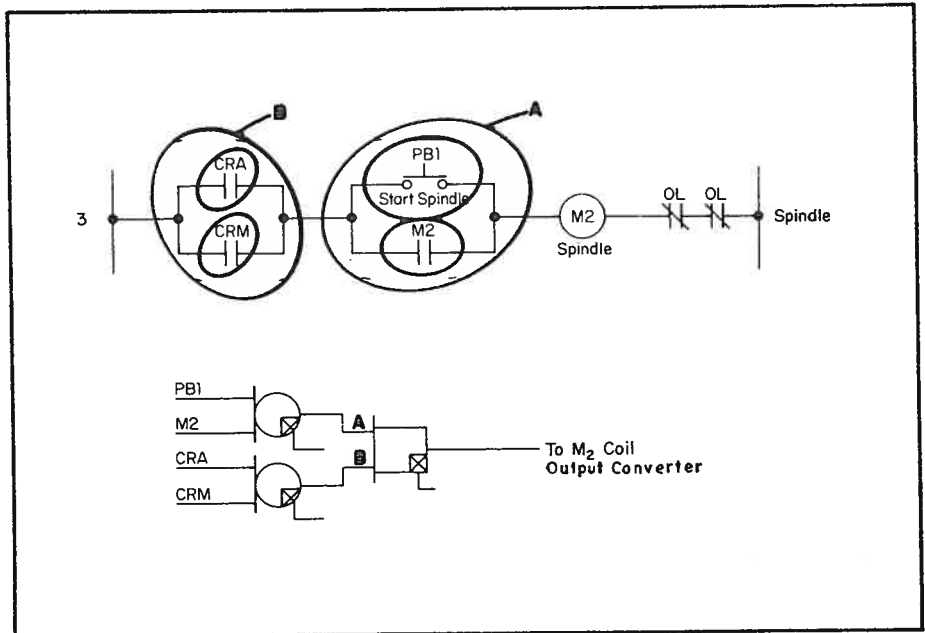 B
A
CRA
PB1
OL OL
3
Start Spindle
M2
Spindle
CRM
M2
Spindle
PB1
M2
A
CRA
B
CRM
To M2 Coil
Output Converter